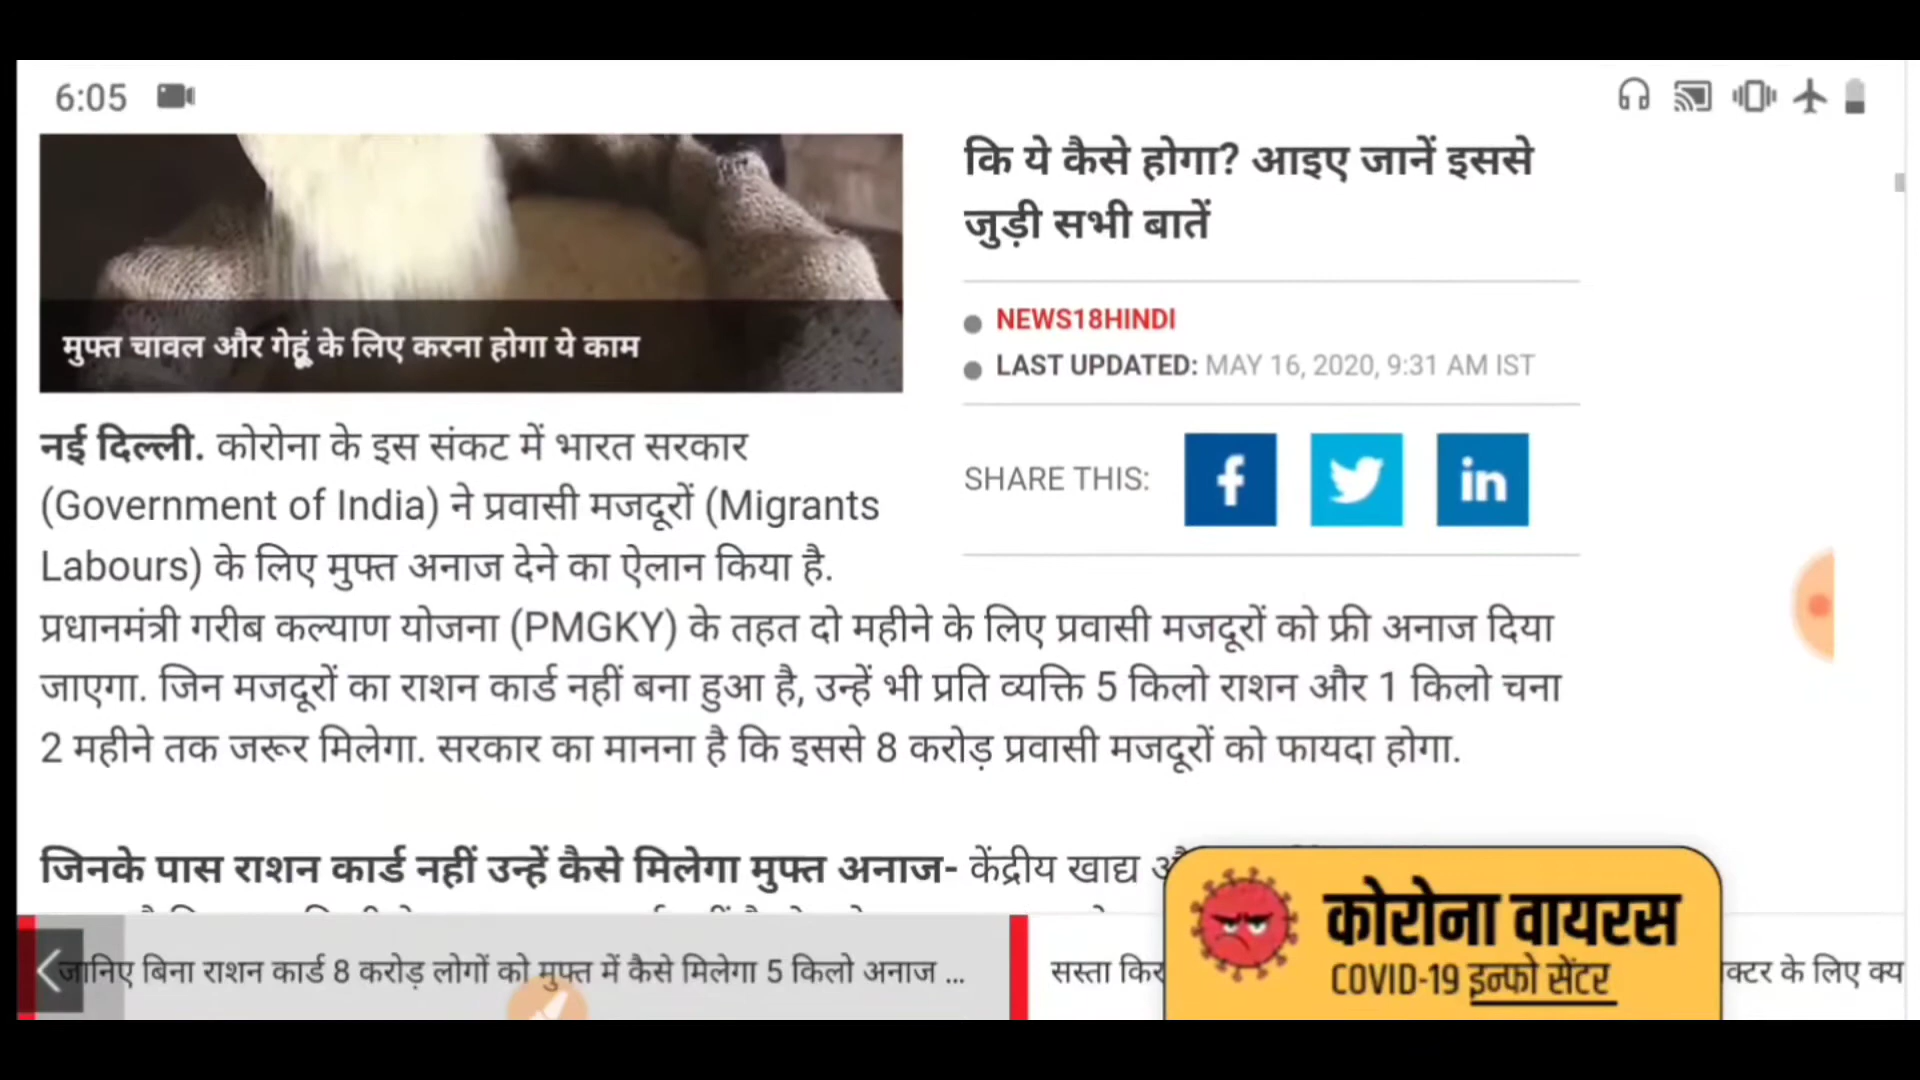 6:05
कि ये कैसे होगा? आइए जानें इससे
जुड़ी सभी बातें
NEWS18HINDI
LAST UPDATED: MAY 16, 2020, 9:31 AM IST
SHARE THIS:
मुफ्त चावल और गेहूं के लिए करना होगा ये काम
नई दिल्ली. कोरोना के इस संकट में भारत सरकार
(Government of India) ने प्रवासी मजदूरों (Migrants
Labours) के लिए मुफ्त अनाज देने का ऐलान किया है.
प्रधानमंत्री गरीब कल्याण योजना (PMGKY) के तहत दो महीने के लिए प्रवासी मजदूरों को फ्री अनाज दिया
जाएगा. जिन मजदूरों का राशन कार्ड नहीं बना हुआ है, उन्हें भी प्रति व्यक्ति 5 किलो राशन और 1 किलो चना
2 महीने तक जरूर मिलेगा. सरकार का मानना है कि इससे 8 करोड़ प्रवासी मजदूरों को फायदा होगा.
जिनके पास राशन कार्ड नहीं उन्हें कैसे मिलेगा मुफ्त अनाज- केंद्रीय खाद्य
कोरोना वायरस
COVID-19 इन्फो सेंटर
जानिए बिना राशन कार्ड 8 करोड़ लोगों को मुफ्त में कैसे मिलेगा 5 किलो अनाज ...
सस्ता
के लिए